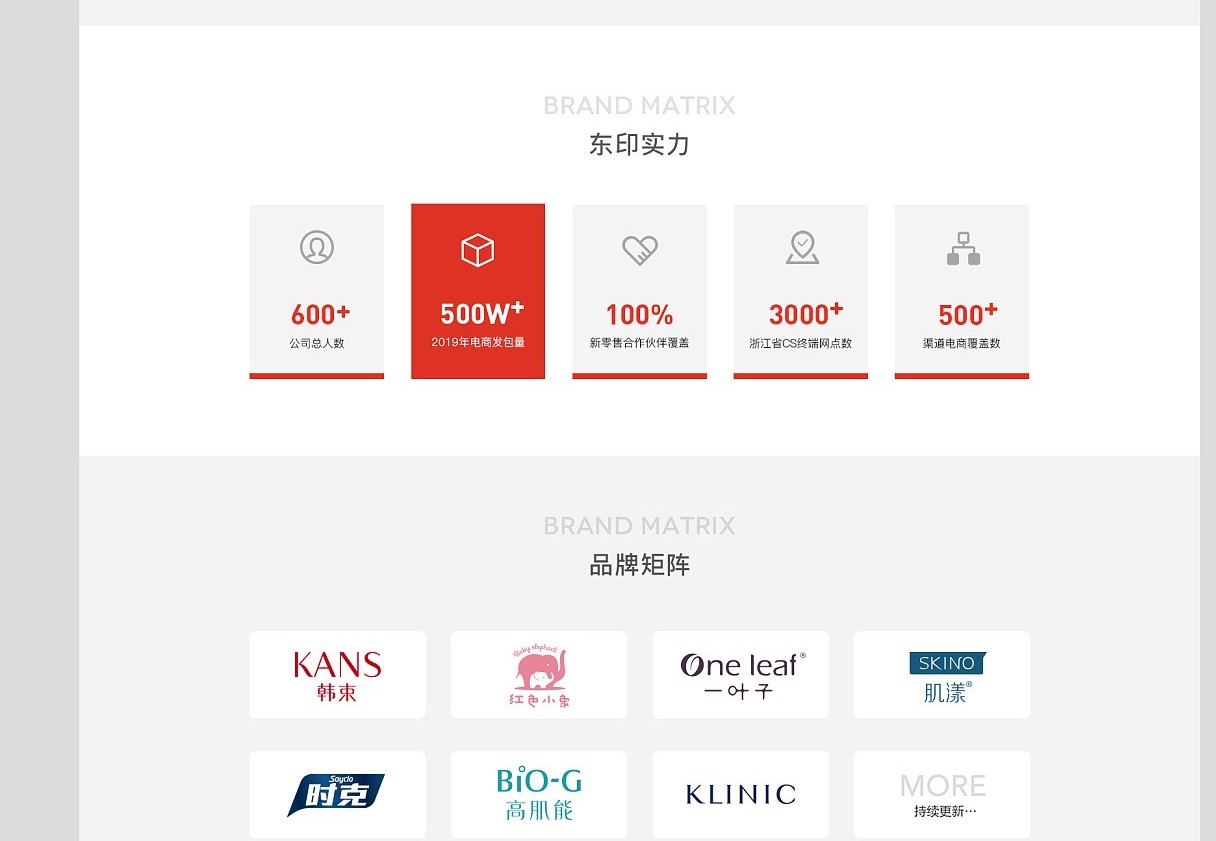 BRAND MATRIX
东印实力
600+
500W+
100%
3000+
500+
公司总人数
2019年电商发包量
新零售合作伙伴覆盖
浙江省CS终端网点数
渠道电商覆盖数
BRAND MATRIX
品牌矩阵
KANS
韩束
Baby elephant
红色小象
One leaf®
一叶子
SKINO
肌漾®
Sayclo
时克
BiO-G
高肌能
KLINIC
MORE
持续更新···